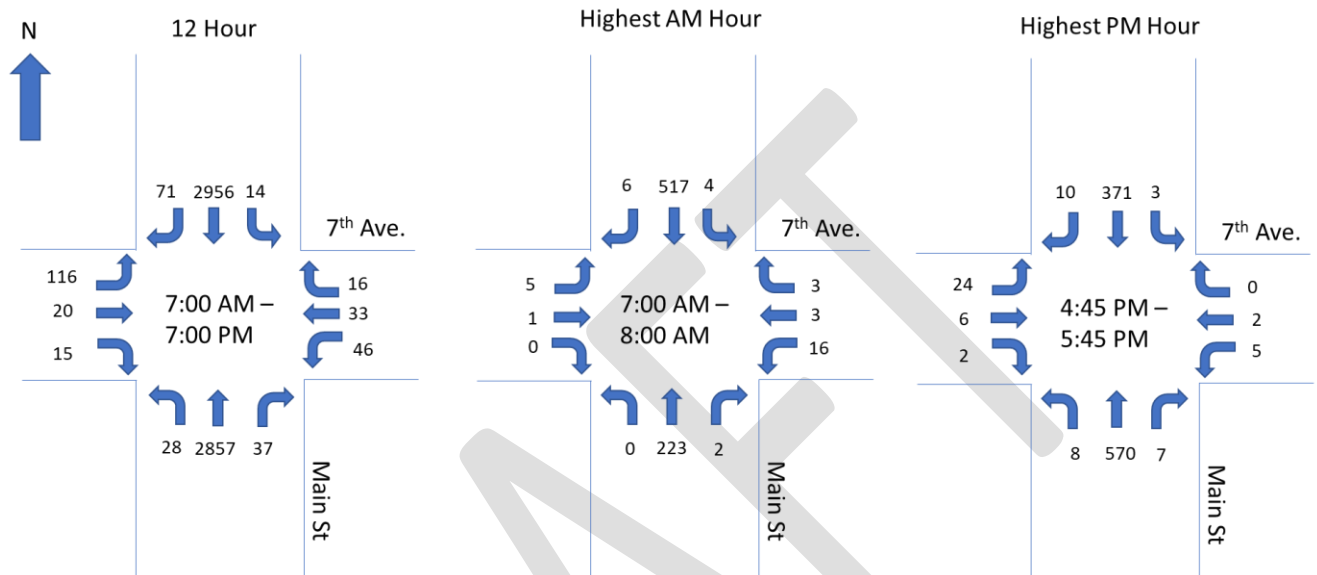 N
12 Hour
71 2956 14
7th Ave.
116
20
15
7:00 AM –
7:00 PM
16
33
46
28 2857 37
Main St
Highest AM Hour
6 517 4
7th Ave.
5
1
0
7:00 AM –
8:00 AM
3
3
16
0 223 2
Main St
Highest PM Hour
10 371 3
7th Ave.
24
6
2
4:45 PM –
5:45 PM
0
2
5
8 570 7
Main St